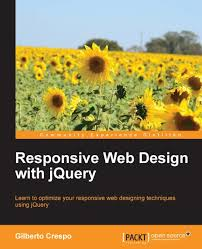 Community Experience Distilled
Responsive Web Design
with jQuery
Learn to optimize your responsive web designing techniques
using jQuery
Gilberto Crespo
PACKT open source
PUBLISHING